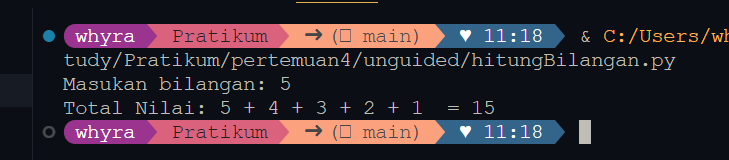 whyra Pratikum ➜ ( main) ♥ 11:18 & C:/Users/wh
tudy/Pratikum/pertemuan4/unguided/hitungBilangan.py
Masukan bilangan: 5
Total Nilai: 5 + 4 + 3 + 2 + 1  = 15
whyra Pratikum ➜ ( main) ♥ 11:18